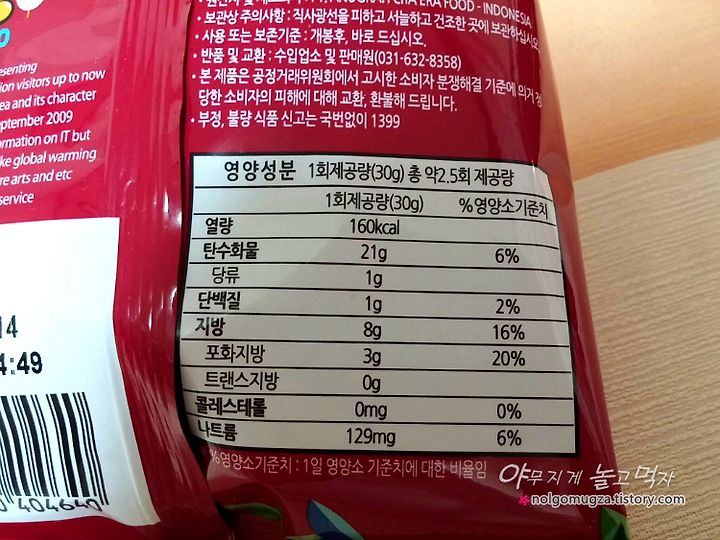 FOOD - INDONESIA
• 보관상 주의사항 : 직사광선을 피하고 서늘하고 건조한 곳에 보관하십시오.
• 사용 또는 보존기준 : 개봉후, 바로 드십시오.
• 반품 및 교환 : 수입업소 및 판매원(031-632-8358)
• 본 제품은 공정거래위원회에서 고시한 소비자 분쟁해결 기준에 의거 정
당한 소비자의 피해에 대해 교환, 환불해 드립니다.
• 부정, 불량 식품 신고는 국번없이 1399
esenting
ion visitors up to now
ea and its character
eptember 2009
ormation on IT but
ke global warming
re arts and etc
service
영양성분 1회제공량(30g) 총 약2.5회 제공량
1회제공량(30g) %영양소기준치
열량 160kcal
탄수화물 21g 6%
당류 1g
단백질 1g 2%
지방 8g 16%
포화지방 3g 20%
트랜스지방 0g
콜레스테롤 0mg 0%
나트륨 129mg 6%
%영양소기준치 : 1일 영양소 기준치에 대한 비율임
14
4:49
404640
야무지게 놀고먹자
nolgomugza.tistory.com